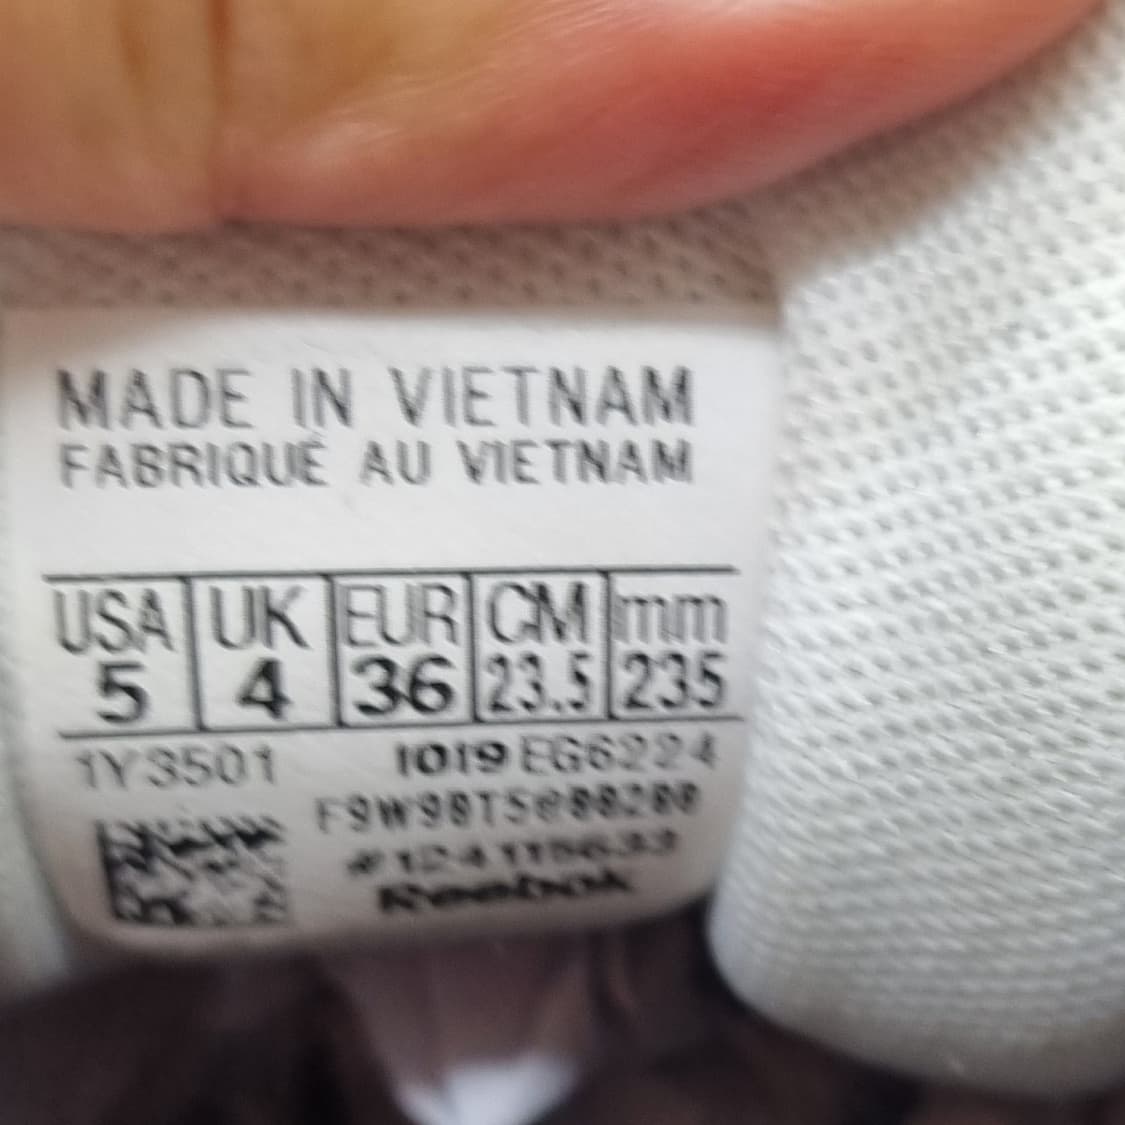 MADE IN VIETNAM
FABRIQUÉ AU VIETNAM
USA UK EUR CM mm
5 4 36 23.5 235
1Y3501 1019 EG6224
Reebok